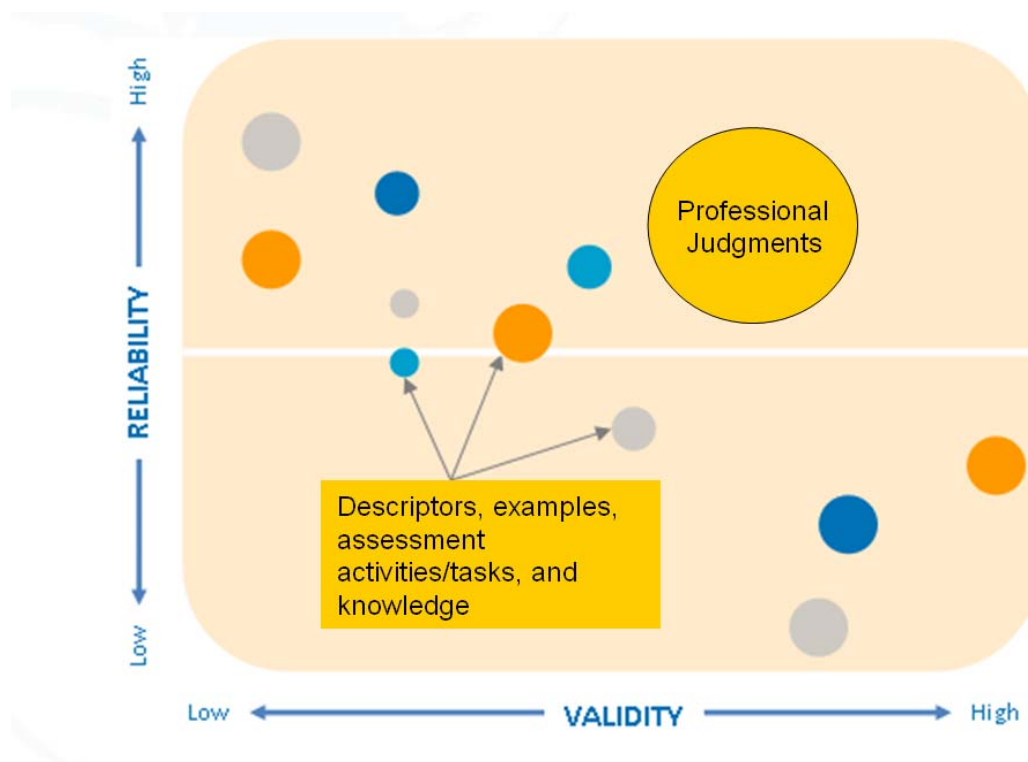 High
Professional
Judgments
RELIABILITY
Descriptors, examples,
assessment
activities/tasks, and
knowledge
Low
Low
VALIDITY
High